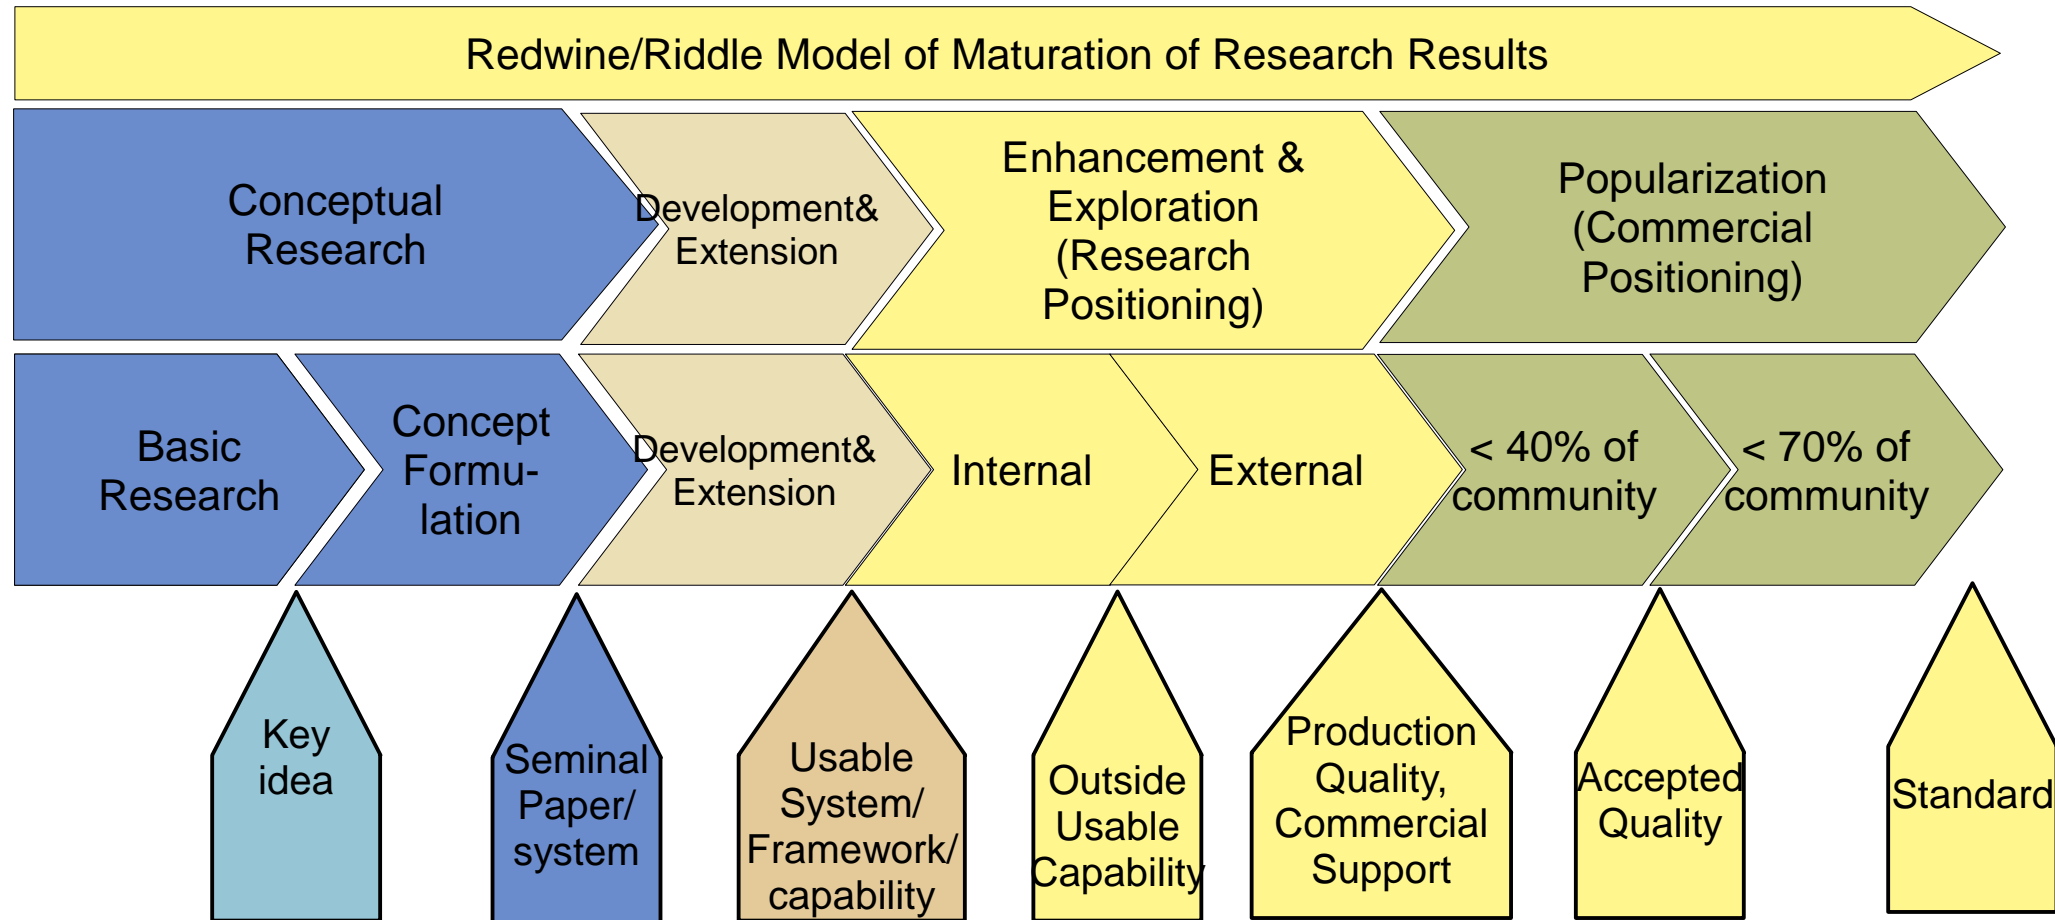 Redwine/Riddle Model of Maturation of Research Results
Conceptual
Research
Development&
Extension
Enhancement &
Exploration
(Research
Positioning)
Popularization
(Commercial
Positioning)
Basic
Research
Concept
Formu-
lation
Development&
Extension
Internal
External
< 40% of
community
< 70% of
community
Key
idea
Seminal
Paper/
system
Usable
System/
Framework/
capability
Outside
Usable
Capability
Production
Quality,
Commercial
Support
Accepted
Quality
Standard